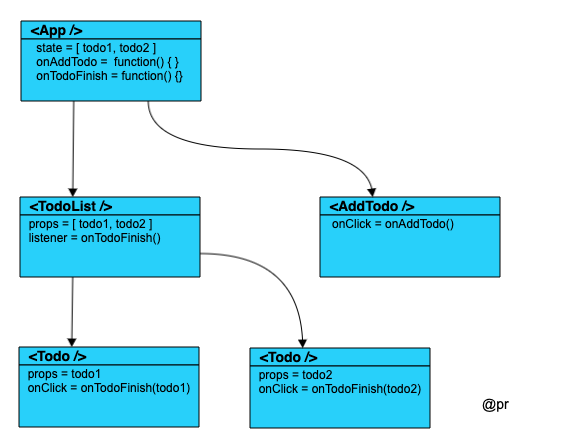 <App />
state = [ todo1, todo2 ]
onAddTodo = function() { }
onTodoFinish = function() {}
<TodoList />
props = [ todo1, todo2 ]
listener = onTodoFinish()
<AddTodo />
onClick = onAddTodo()
<Todo />
props = todo1
onClick = onTodoFinish(todo1)
<Todo />
props = todo2
onClick = onTodoFinish(todo2)
@pr